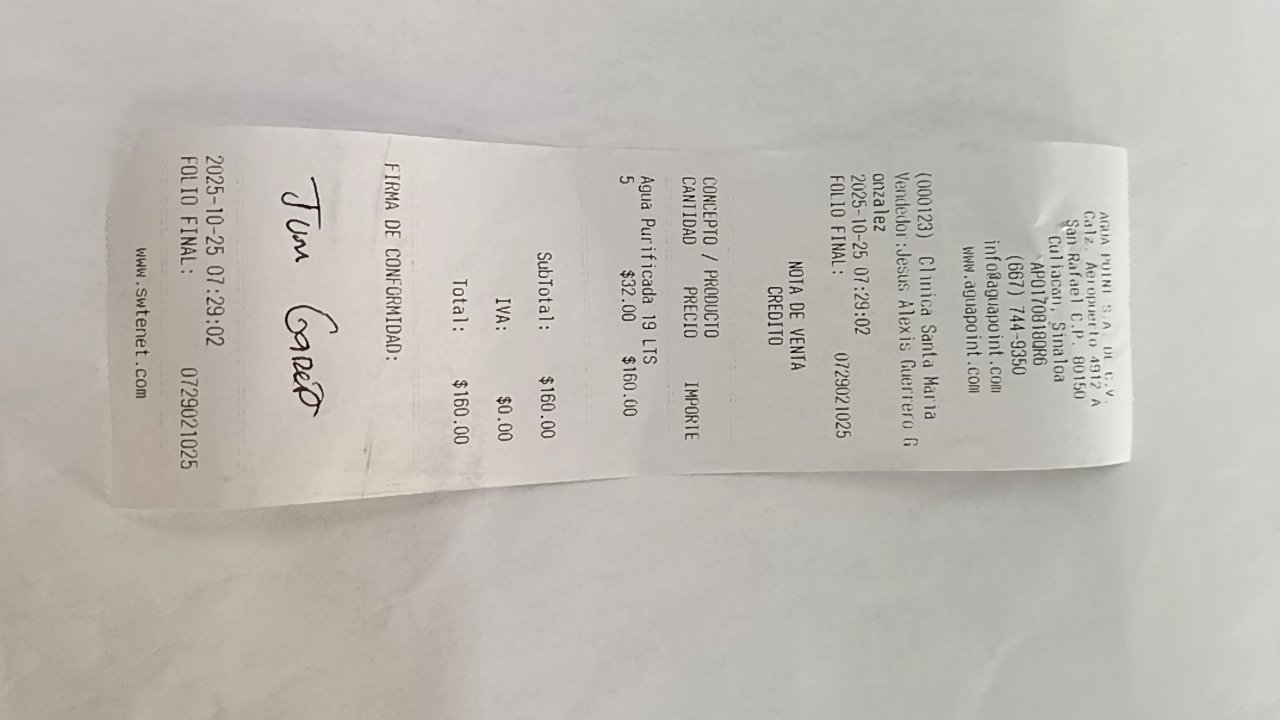 AGUA POINT S.A. DE C.V.
Calz. Aeropuerto 4912 A
San Rafael C.P. 80150
Culiacán, Sinaloa
APO170818QR6
(667) 744-9350
info@aguapoint.com
www.aguapoint.com
(000123) Clinica Santa Maria
Vendedor:Jesus Alexis Guerrero G
onzalez
2025-10-25 07:29:02
FOLIO FINAL: 0729021025
NOTA DE VENTA
CREDITO
CONCEPTO / PRODUCTO
CANTIDAD PRECIO IMPORTE
Agua Purificada 19 LTS
5 $32.00 $160.00
SubTotal: $160.00
IVA: $0.00
Total: $160.00
FIRMA DE CONFORMIDAD:
2025-10-25 07:29:02
FOLIO FINAL: 0729021025
www.swtenet.com